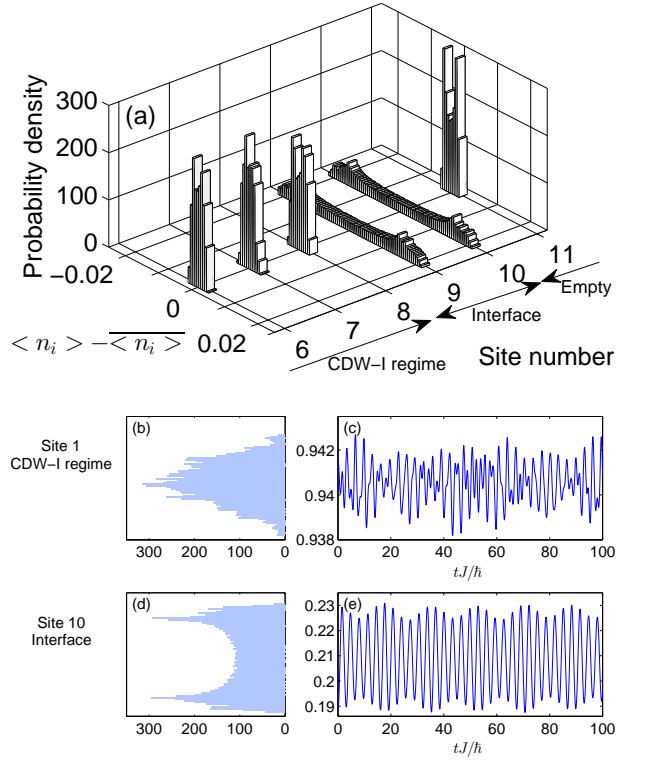 (a)
Probability density
300
200
100
0
−0.02
0
0.02
< n_i > − \overline{< n_i >}
6
7
8
9
10
11
CDW−I regime
Interface
Empty
Site number
Site 1
CDW−I regime
(b)
300 200 100 0
(c)
0.942
0.94
0.938
0 20 40 60 80 100
tJ/ħ
Site 10
Interface
(d)
300 200 100 0
(e)
0.23
0.22
0.21
0.2
0.19
0 20 40 60 80 100
tJ/ħ